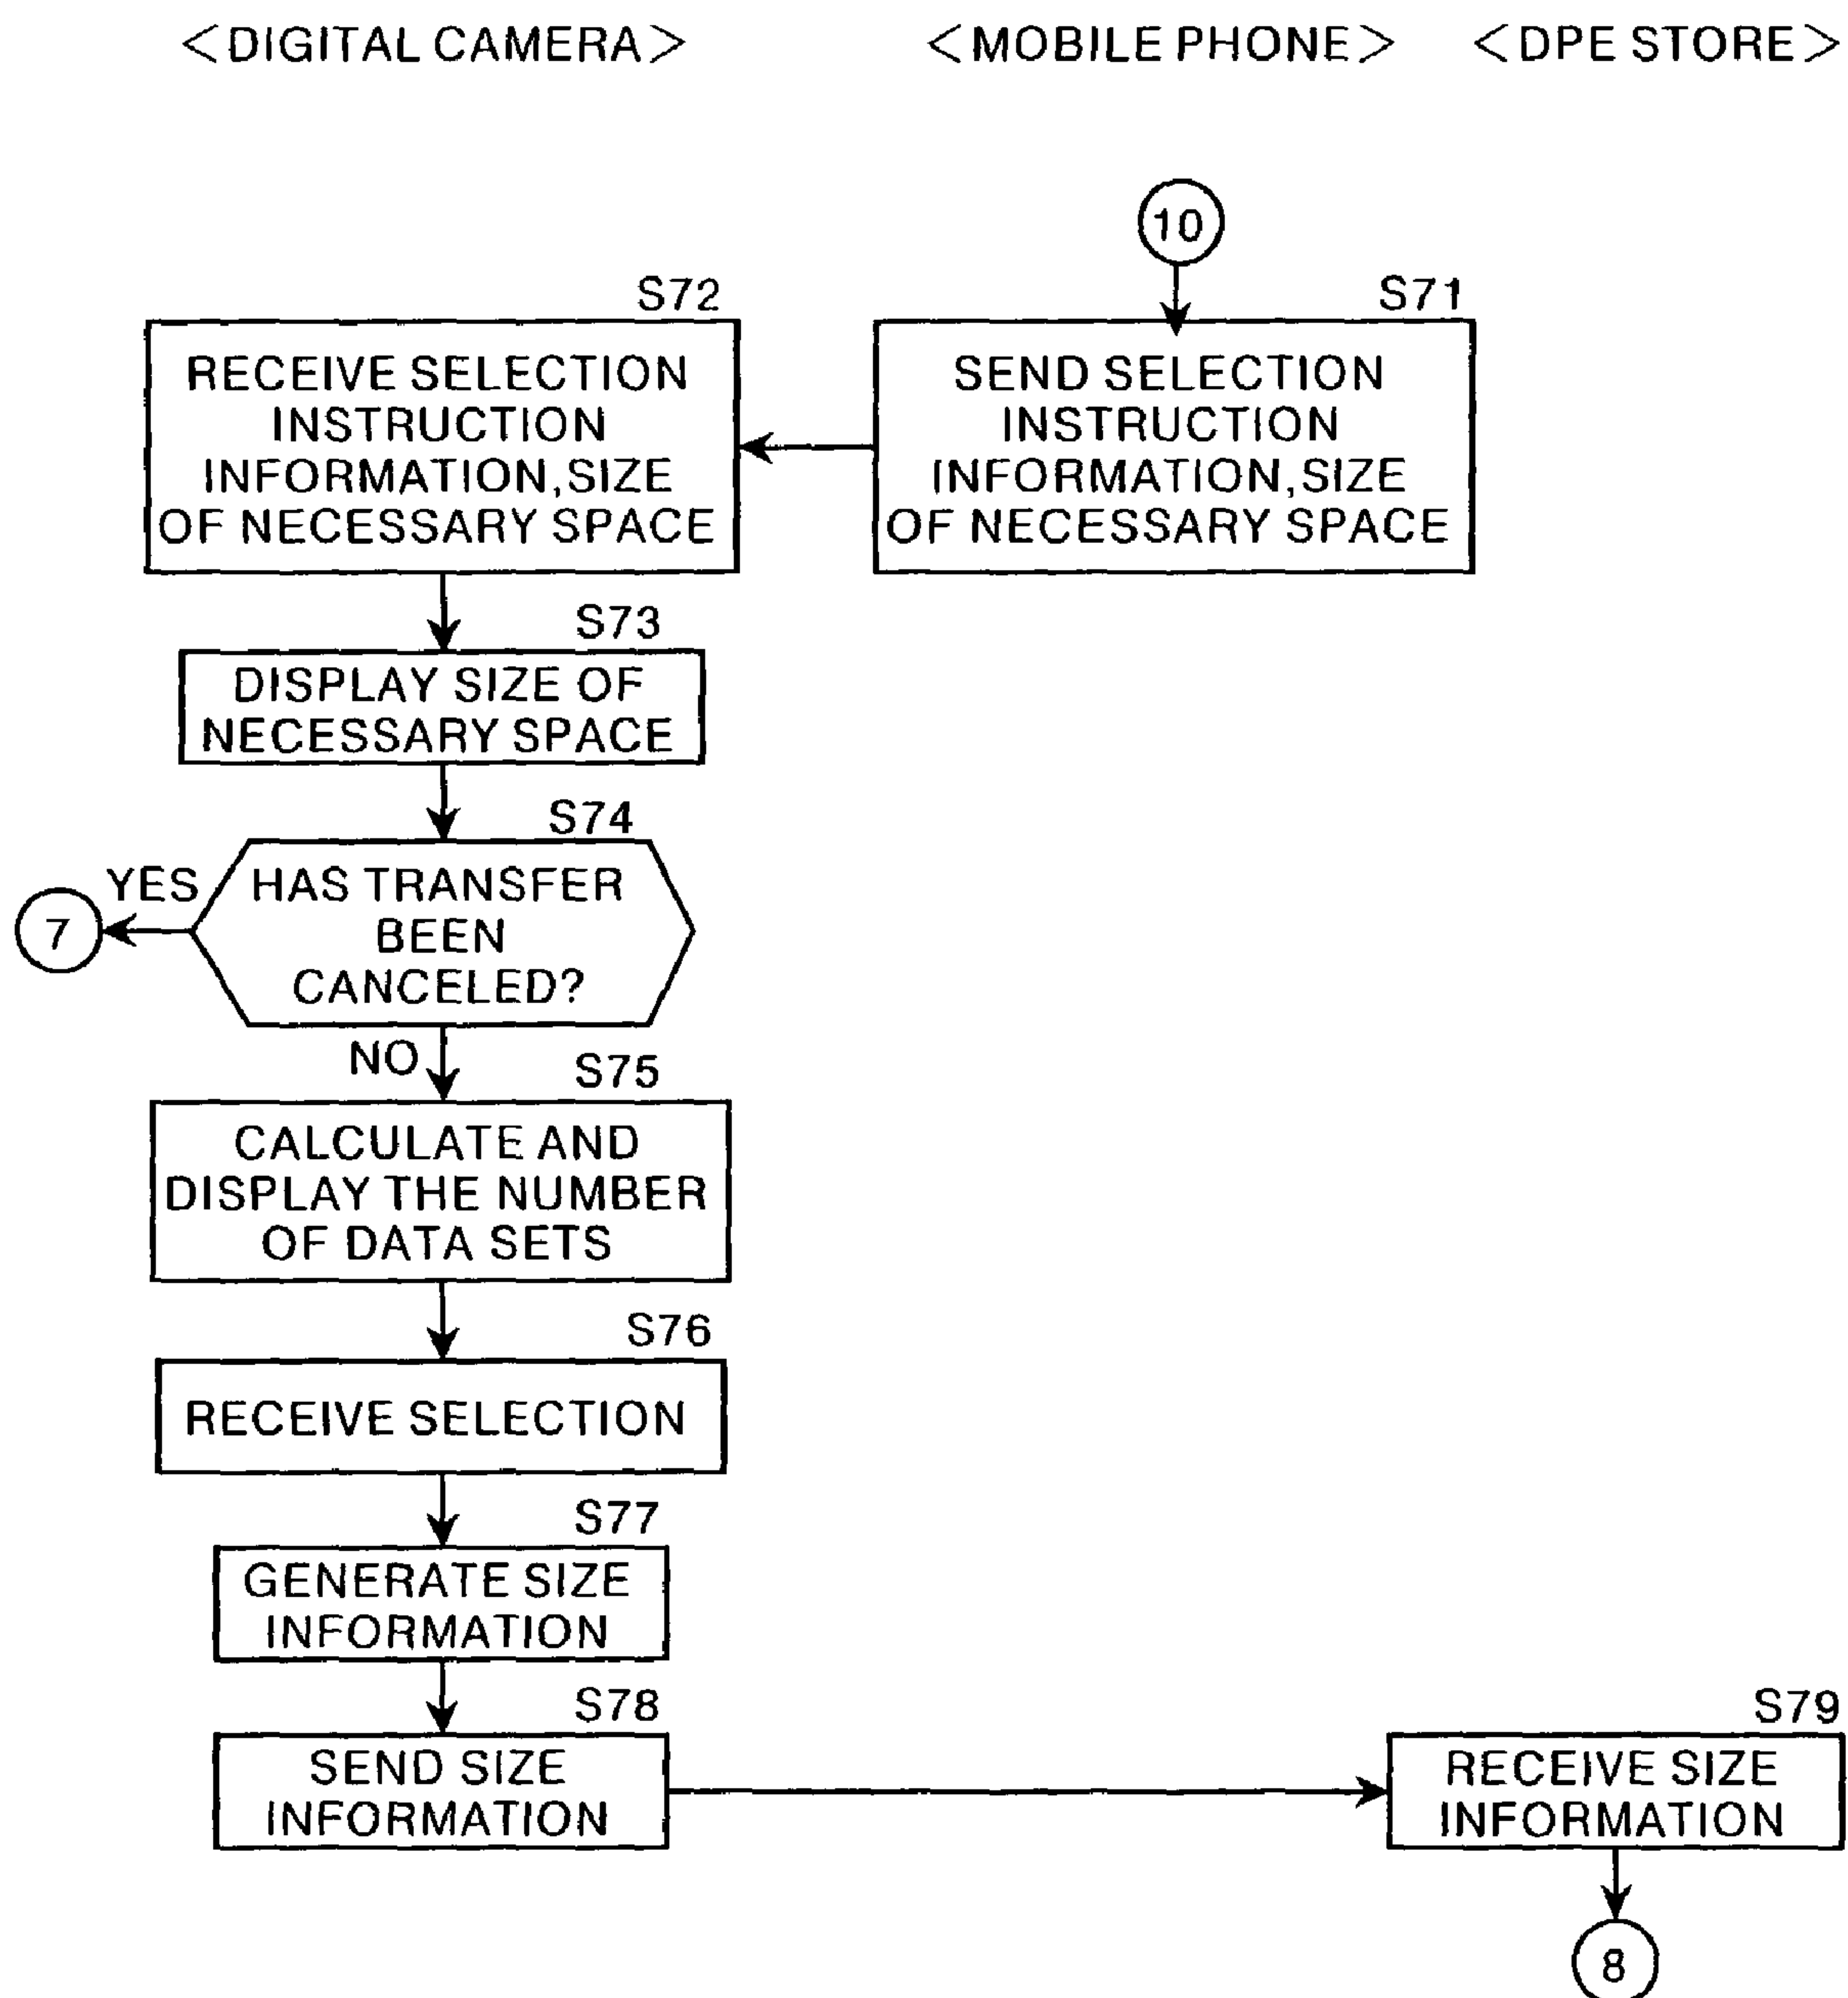 <DIGITAL CAMERA> <MOBILE PHONE> <DPE STORE>
10
S72
RECEIVE SELECTION
INSTRUCTION
INFORMATION,SIZE
OF NECESSARY SPACE
S71
SEND SELECTION
INSTRUCTION
INFORMATION,SIZE
OF NECESSARY SPACE
S73
DISPLAY SIZE OF
NECESSARY SPACE
S74
HAS TRANSFER
BEEN
CANCELED?
YES
7
NO
S75
CALCULATE AND
DISPLAY THE NUMBER
OF DATA SETS
S76
RECEIVE SELECTION
S77
GENERATE SIZE
INFORMATION
S78
SEND SIZE
INFORMATION
S79
RECEIVE SIZE
INFORMATION
8